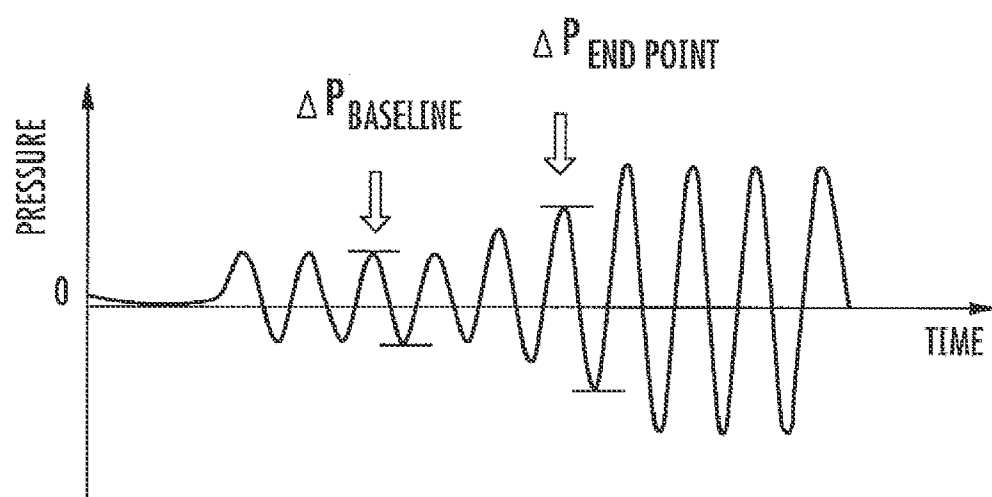 Δ P END POINT
Δ P BASELINE
PRESSURE
0
TIME